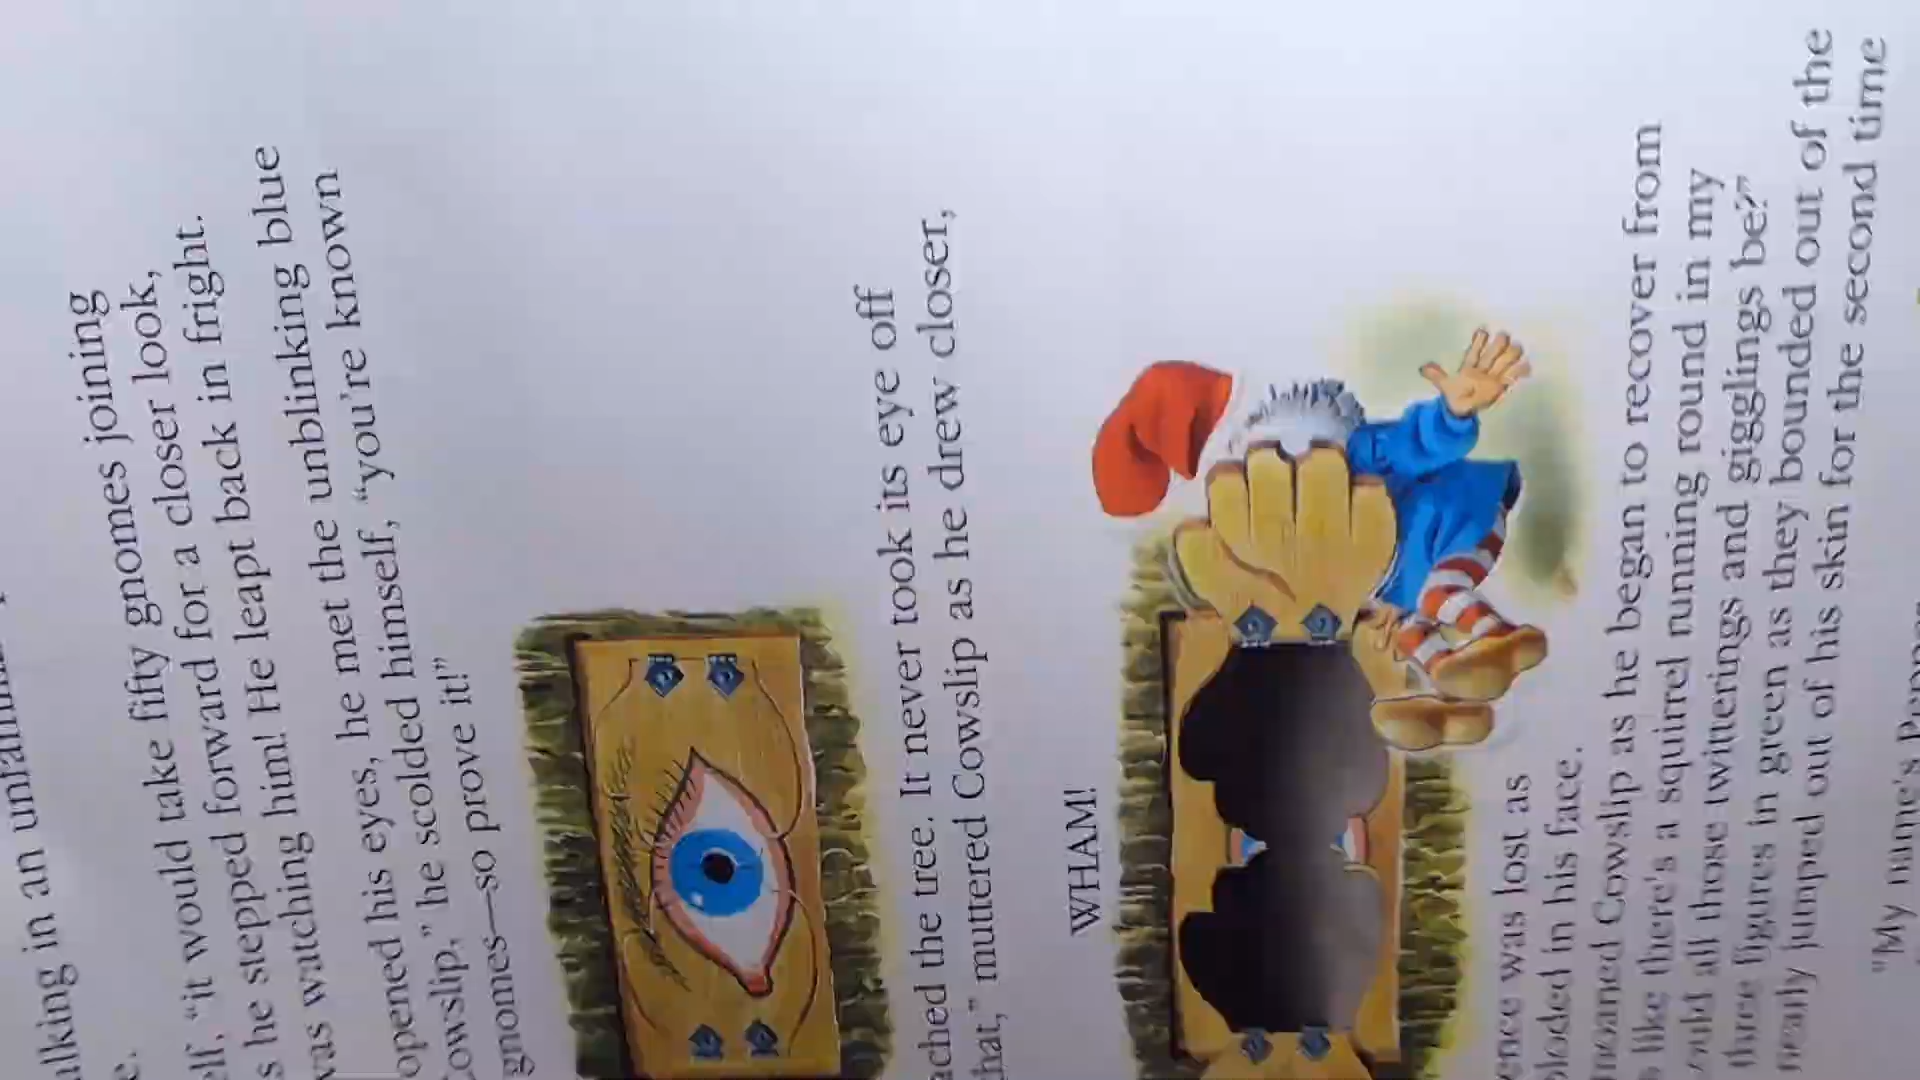 alking in an
e.
elf, “it would take fifty gnomes joining
s he stepped forward for a closer look,
was watching him! He leapt back in fright.
opened his eyes, he met the unblinking blue
Cowslip,” he scolded himself, “you’re known
gnomes—so prove it!”
ached the tree. It never took its eye off
hat,” muttered Cowslip as he drew closer,
WHAM!
ence was lost as
ploded in his face.
moaned Cowslip as he began to recover from
s like there’s a squirrel running round in my
ould all those twitterings and gigglings be?”
three figures in green as they bounded out of the
nearly jumped out of his skin for the second time
“My name’s